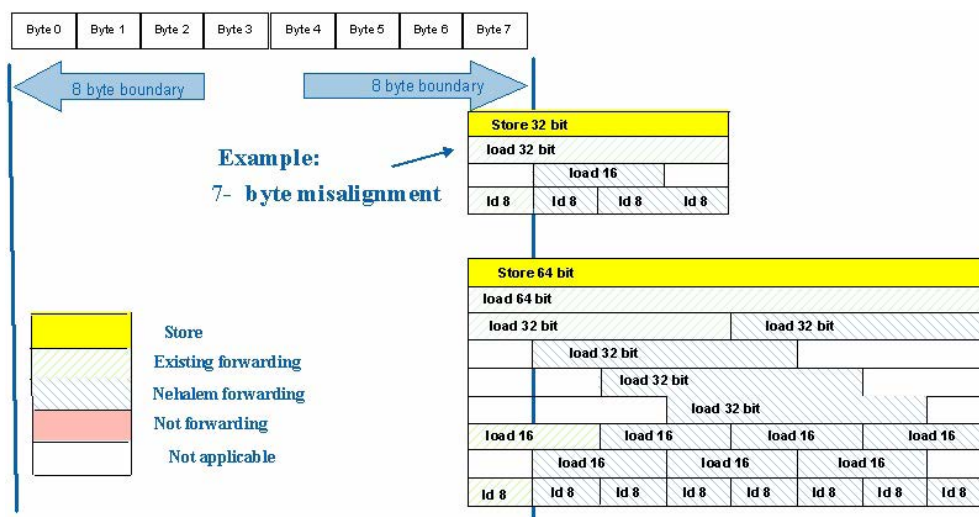 Byte 0 Byte 1 Byte 2 Byte 3 Byte 4 Byte 5 Byte 6 Byte 7
8 byte boundary 8 byte boundary
Store 32 bit
load 32 bit
load 16
ld 8 ld 8 ld 8 ld 8
Example:
7- byte misalignment
Store 64 bit
load 64 bit
load 32 bit load 32 bit
load 32 bit
load 32 bit
load 32 bit
load 16 load 16 load 16 load 16
load 16 load 16 load 16
ld 8 ld 8 ld 8 ld 8 ld 8 ld 8 ld 8 ld 8
Store
Existing forwarding
Nehalem forwarding
Not forwarding
Not applicable